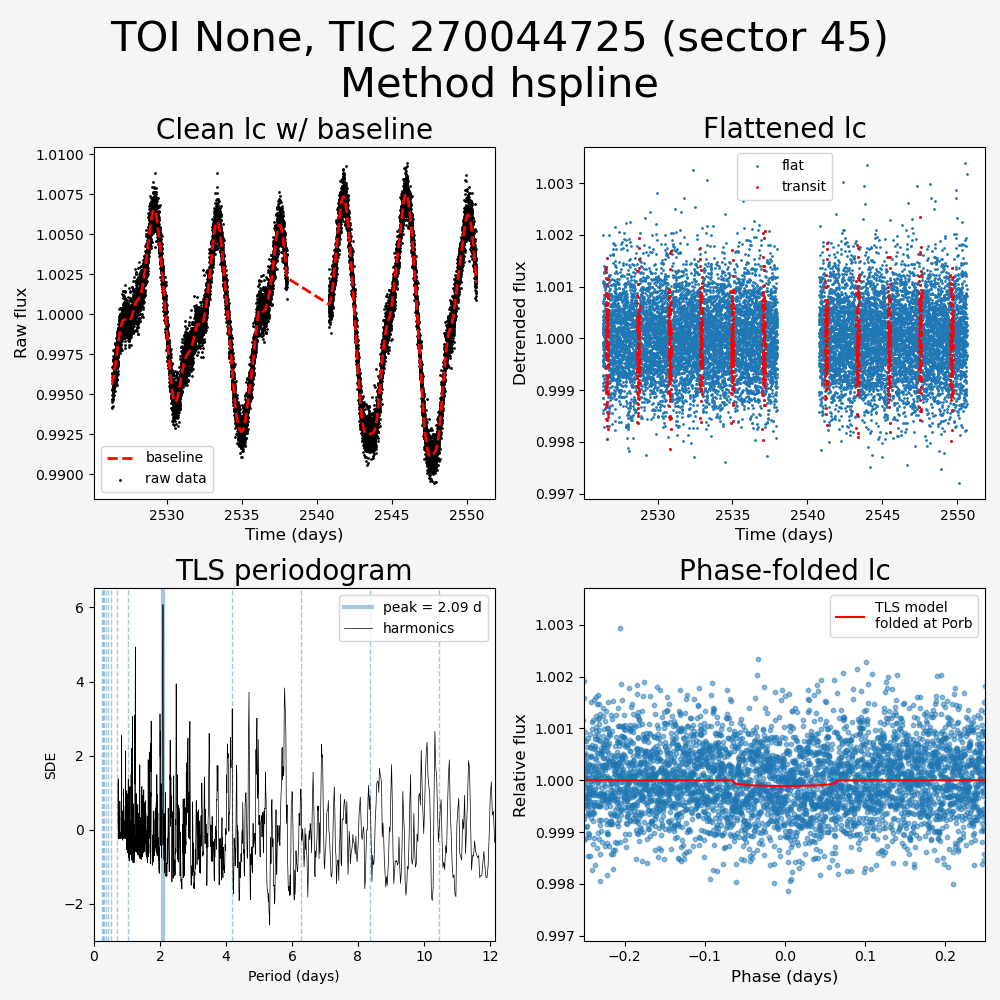 TOI None, TIC 270044725 (sector 45)
Method hspline
Clean lc w/ baseline
Raw flux
1.0100
1.0075
1.0050
1.0025
1.0000
0.9975
0.9950
0.9925
0.9900
baseline
raw data
2530
2535
2540
2545
2550
Time (days)
Flattened lc
Detrended flux
1.003
1.002
1.001
1.000
0.999
0.998
0.997
flat
transit
2530
2535
2540
2545
2550
Time (days)
TLS periodogram
SDE
6
4
2
0
−2
peak = 2.09 d
harmonics
0
2
4
6
8
10
12
Period (days)
Phase-folded lc
Relative flux
1.003
1.002
1.001
1.000
0.999
0.998
0.997
TLS model
folded at Porb
−0.2
−0.1
0.0
0.1
0.2
Phase (days)